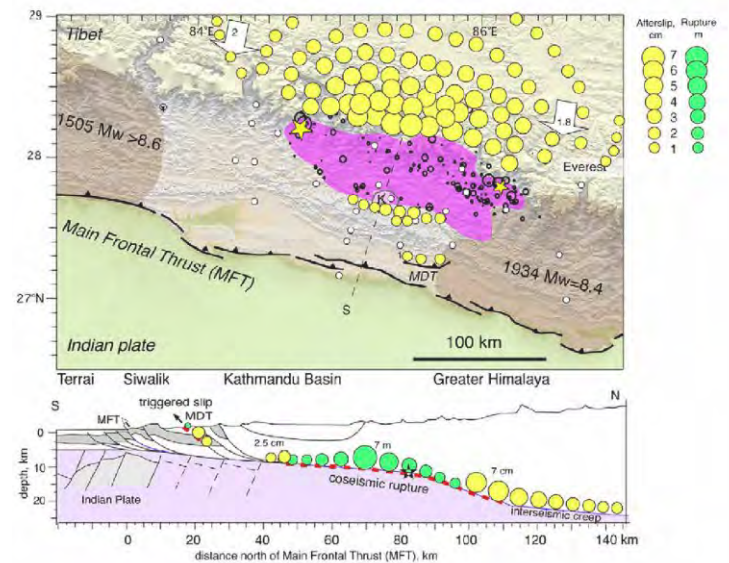 29
Tibet
84°E
2
86°E
Afterslip, Rupture
cm m
7
6
5
4
3
2
1
1.8
1505 Mw >8.6
28
Everest
K
Main Frontal Thrust (MFT)
MDT
1934 Mw=8.4
27°N
S
100 km
Indian plate
Terrai Siwalik Kathmandu Basin Greater Himalaya
S N
triggered slip
MFT MDT
0
2.5 cm 7 m
7 cm
10
coseismic rupture
interseismic creep
20
Indian Plate
depth, km
0 20 40 60 80 100 120 140 km
distance north of Main Frontal Thrust (MFT), km